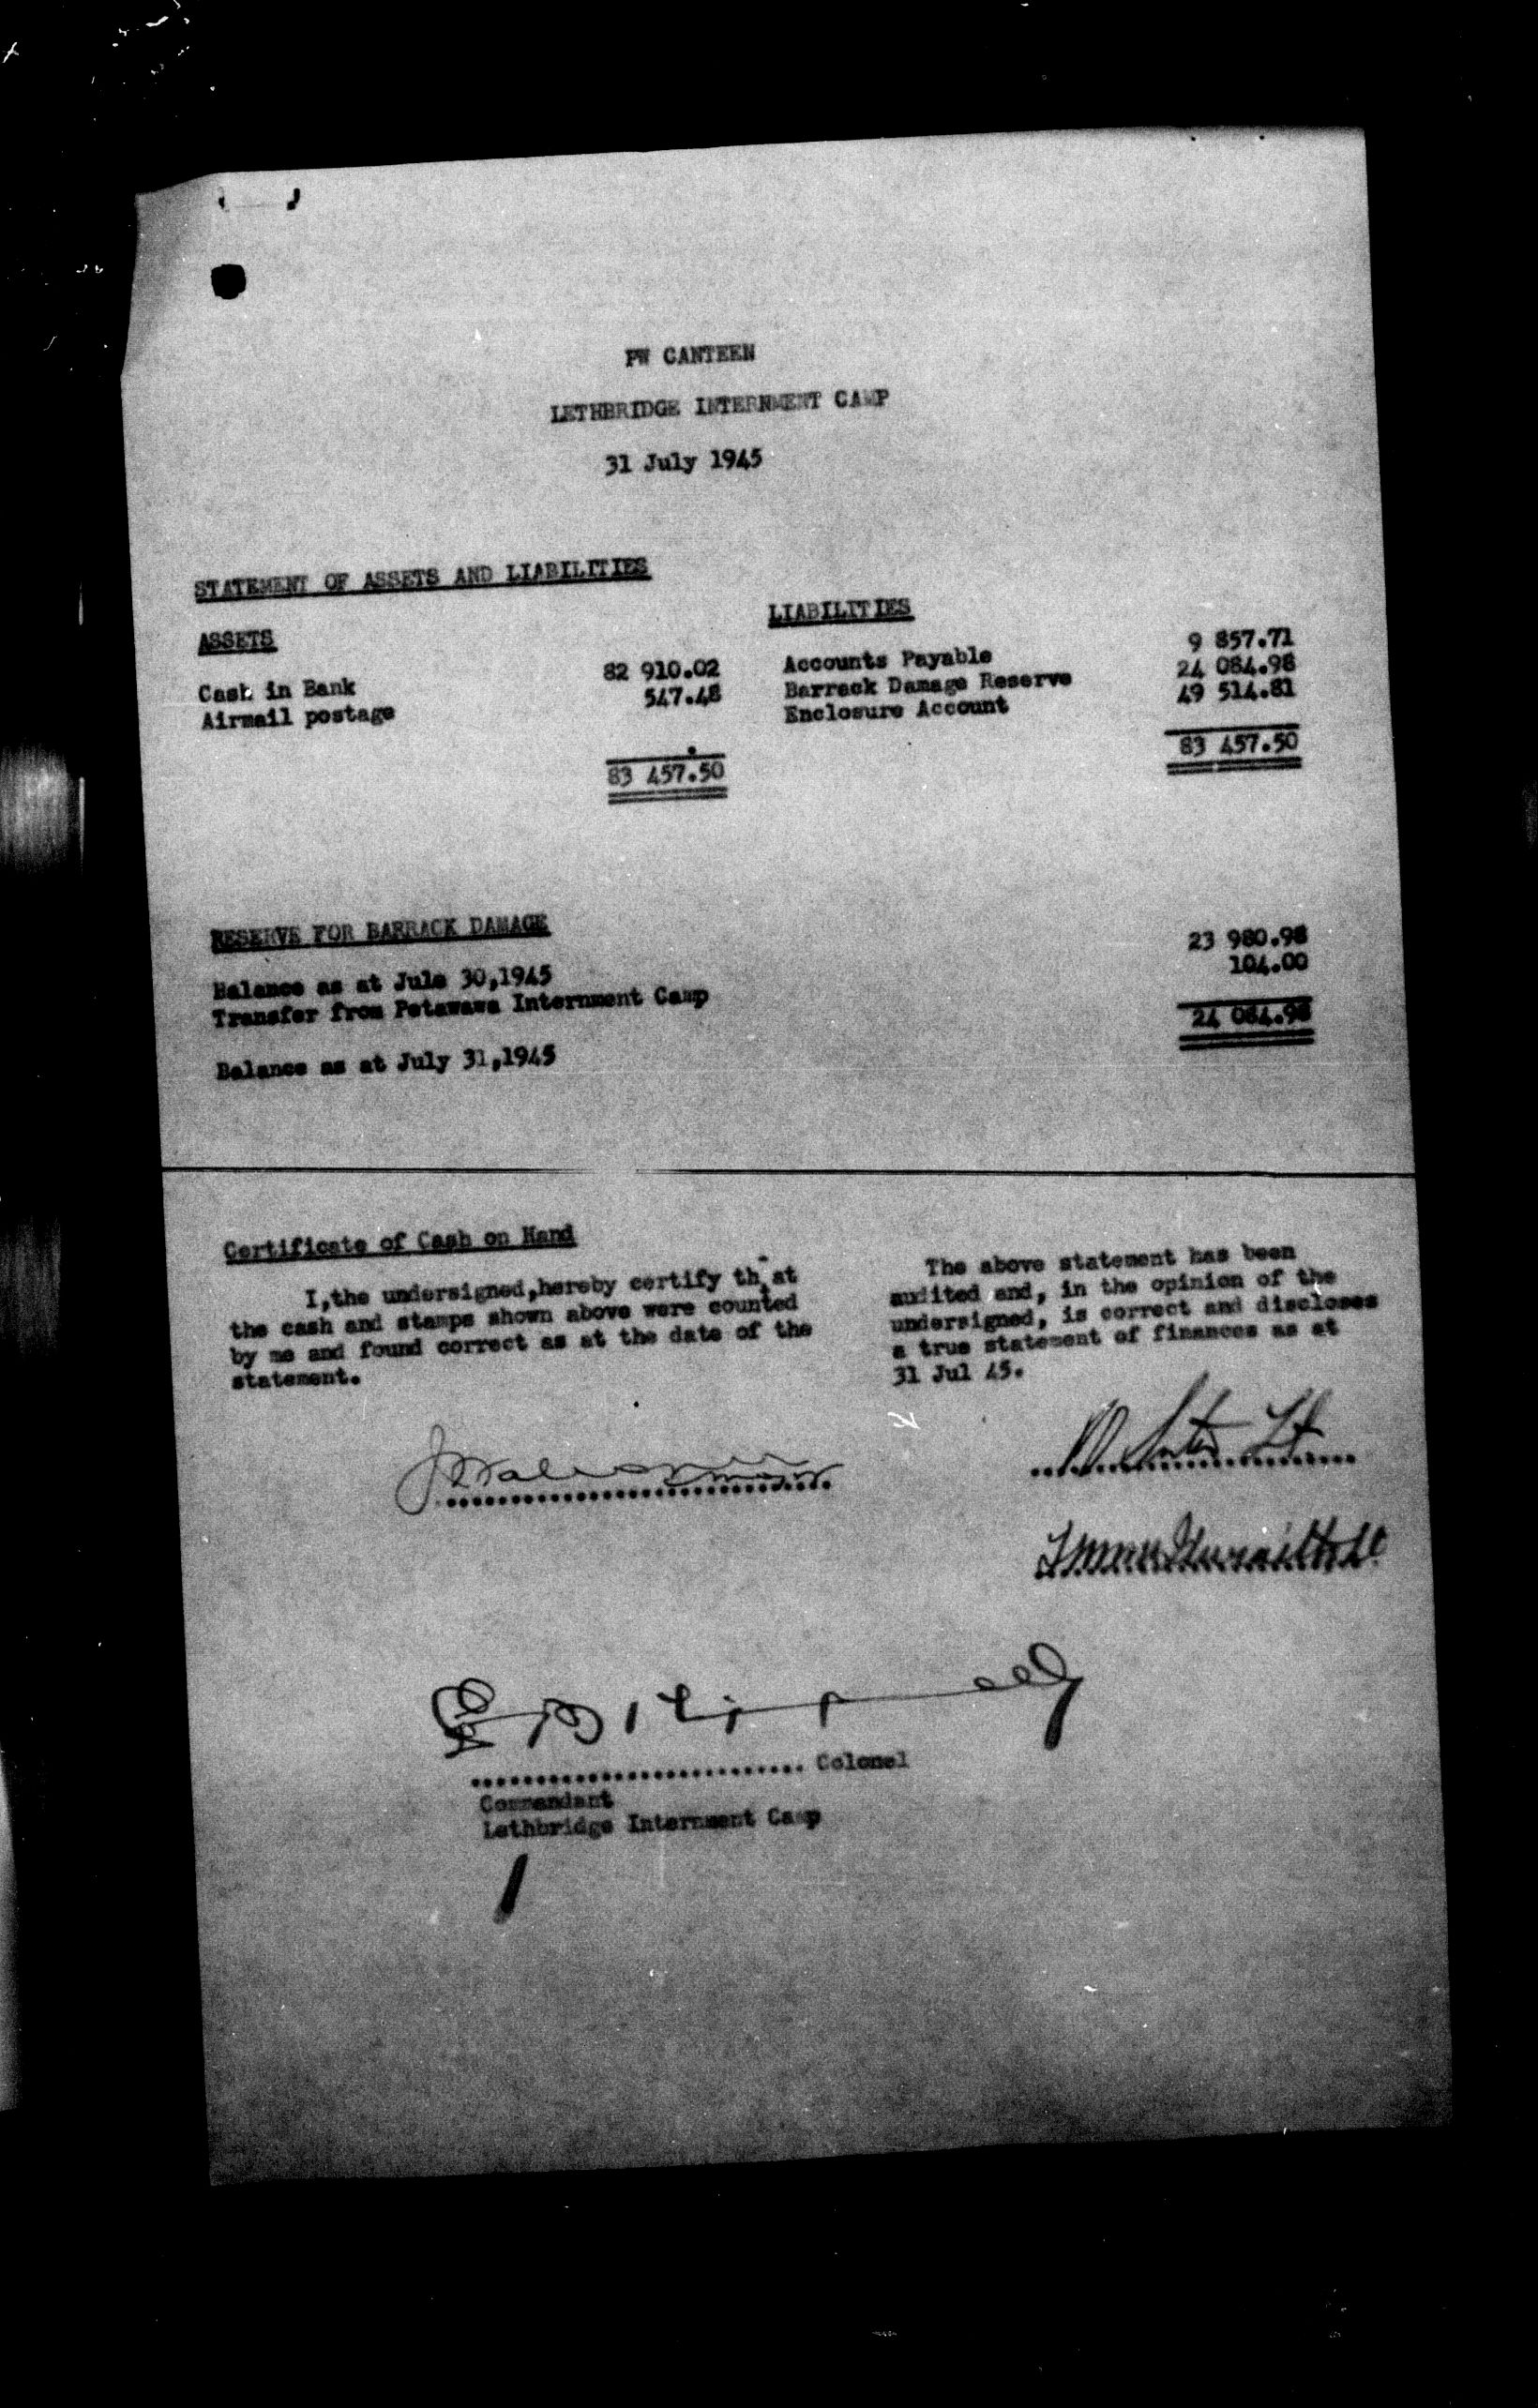 PW CANTEEN
LETHBRIDGE INTERNMENT CAMP
31 July 1945
STATEMENT OF ASSETS AND LIABILITIES
ASSETS
Cash in Bank 82 910.02
Airmail postage 547.48
83 457.50
LIABILITIES
Accounts Payable 9 857.71
Barrack Damage Reserve 24 084.98
Enclosure Account 49 514.81
83 457.50
RESERVE FOR BARRACK DAMAGE
Balance as at Jule 30,1945 23 980.98
Transfer from Petawawa Internment Camp 104.00
Balance as at July 31,1945 24 084.98
Certificate of Cash on Hand
I,the undersigned,hereby certify th at
the cash and stamps shown above were counted
by me and found correct as at the date of the
statement.
The above statement has been
audited and, in the opinion of the
undersigned, is correct and discloses
a true statement of finances as at
31 Jul 45.
Lt
Lt
.......................... Colonel
Commandant
Lethbridge Internment Camp